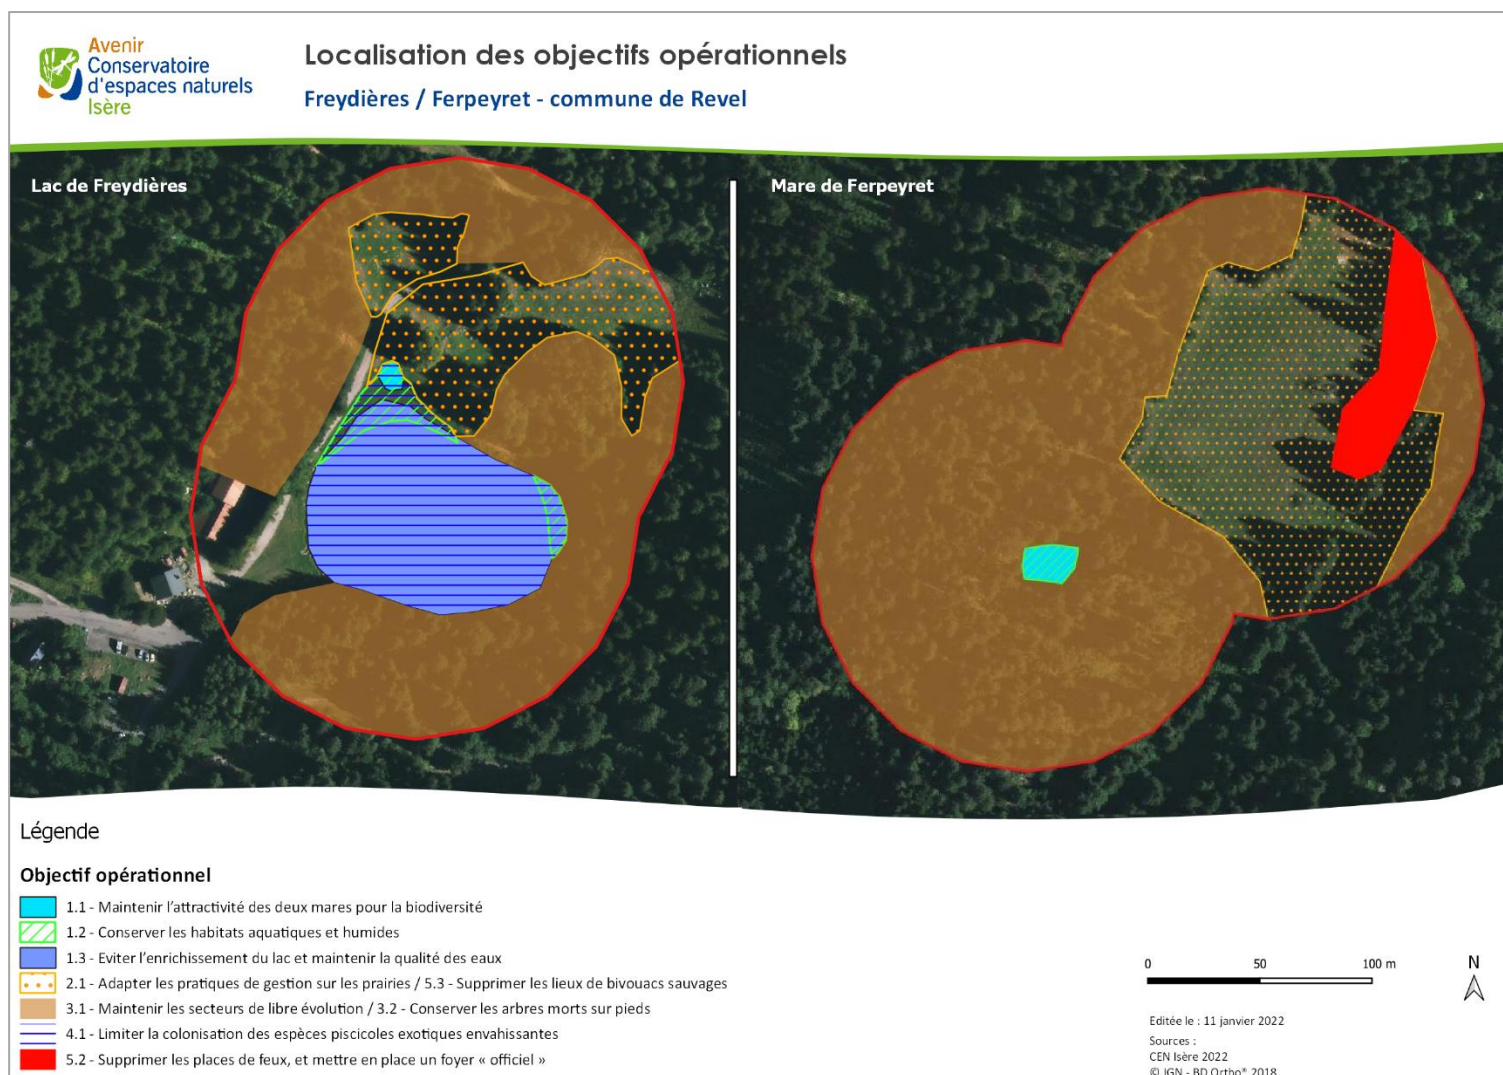 Avenir
Conservatoire
d'espaces naturels
Isère
Localisation des objectifs opérationnels
Freydières / Ferpeyret - commune de Revel
Lac de Freydières
Mare de Ferpeyret
Légende
Objectif opérationnel
1.1 - Maintenir l'attractivité des deux mares pour la biodiversité
1.2 - Conserver les habitats aquatiques et humides
1.3 - Eviter l'enrichissement du lac et maintenir la qualité des eaux
2.1 - Adapter les pratiques de gestion sur les prairies / 5.3 - Supprimer les lieux de bivouacs sauvages
3.1 - Maintenir les secteurs de libre évolution / 3.2 - Conserver les arbres morts sur pieds
4.1 - Limiter la colonisation des espèces piscicoles exotiques envahissantes
5.2 - Supprimer les places de feux, et mettre en place un foyer « officiel »
0 50 100 m
N
Editée le : 11 janvier 2022
Sources :
CEN Isère 2022
© IGN - BD Ortho® 2018